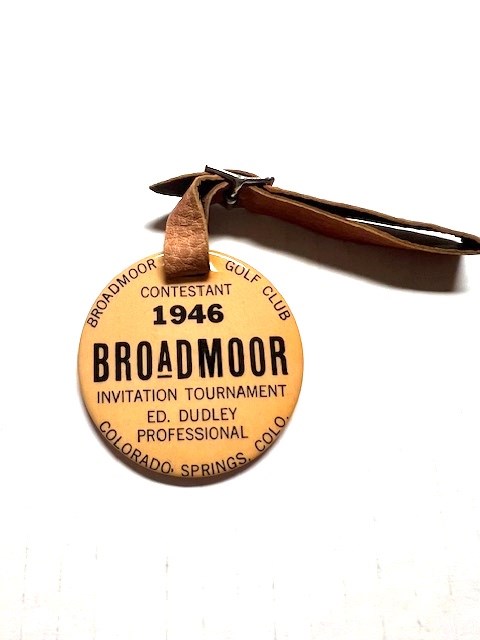 BROADMOOR GOLF CLUB
CONTESTANT
1946
BROADMOOR
INVITATION TOURNAMENT
ED. DUDLEY
PROFESSIONAL
COLORADO. SPRINGS. COLO.